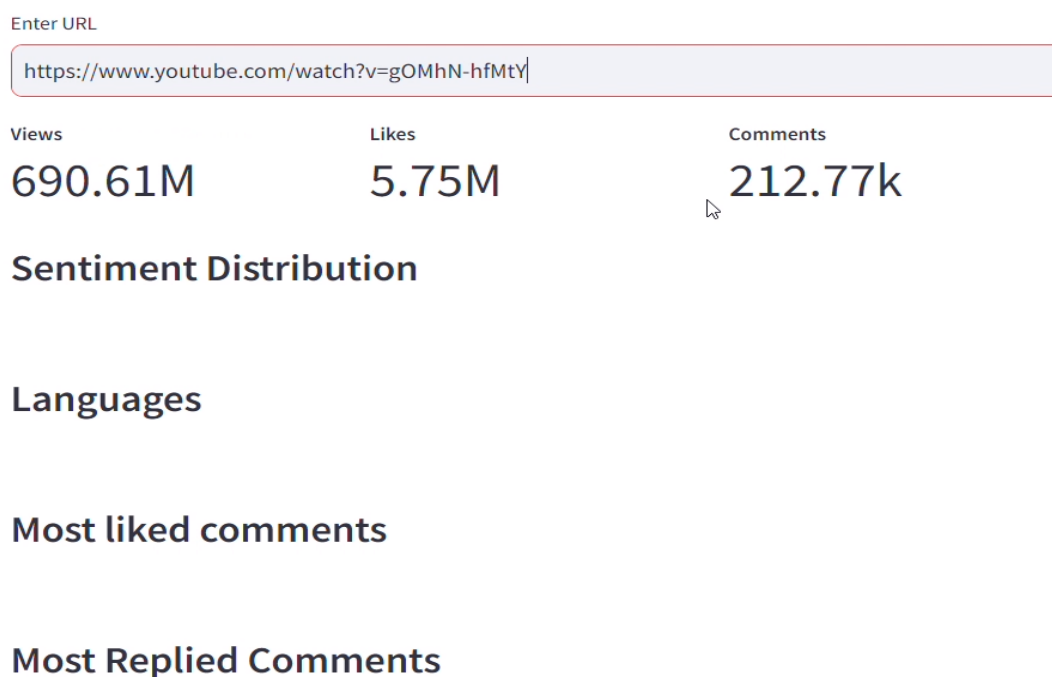 Enter URL
https://www.youtube.com/watch?v=gOMhN-hfMtY
Views Likes Comments
690.61M 5.75M 212.77k
Sentiment Distribution
Languages
Most liked comments
Most Replied Comments